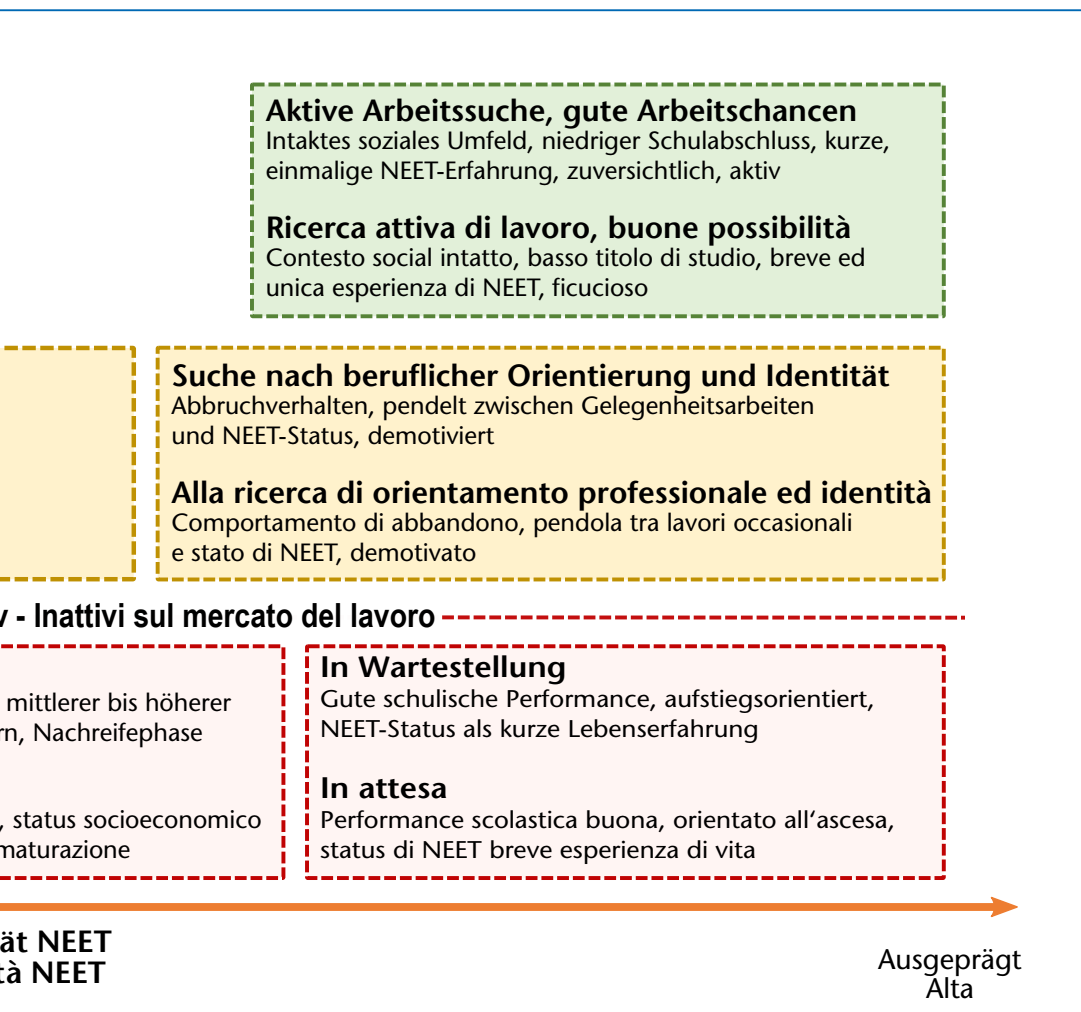 Aktive Arbeitssuche, gute Arbeitschancen
Intaktes soziales Umfeld, niedriger Schulabschluss, kurze,
einmalige NEET-Erfahrung, zuversichtlich, aktiv
Ricerca attiva di lavoro, buone possibilità
Contesto social intatto, basso titolo di studio, breve ed
unica esperienza di NEET, ficucioso
Suche nach beruflicher Orientierung und Identität
Abbruchverhalten, pendelt zwischen Gelegenheitsarbeiten
und NEET-Status, demotiviert
Alla ricerca di orientamento professionale ed identità
Comportamento di abbandono, pendola tra lavori occasionali
e stato di NEET, demotivato
- Inattivi sul mercato del lavoro
mittlerer bis höherer
rn, Nachreifephase
, status socioeconomico
maturazione
In Wartestellung
Gute schulische Performance, aufstiegsorientiert,
NEET-Status als kurze Lebenserfahrung
In attesa
Performance scolastica buona, orientato all‘ascesa,
status di NEET breve esperienza di vita
ät NEET
tà NEET
Ausgeprägt
Alta